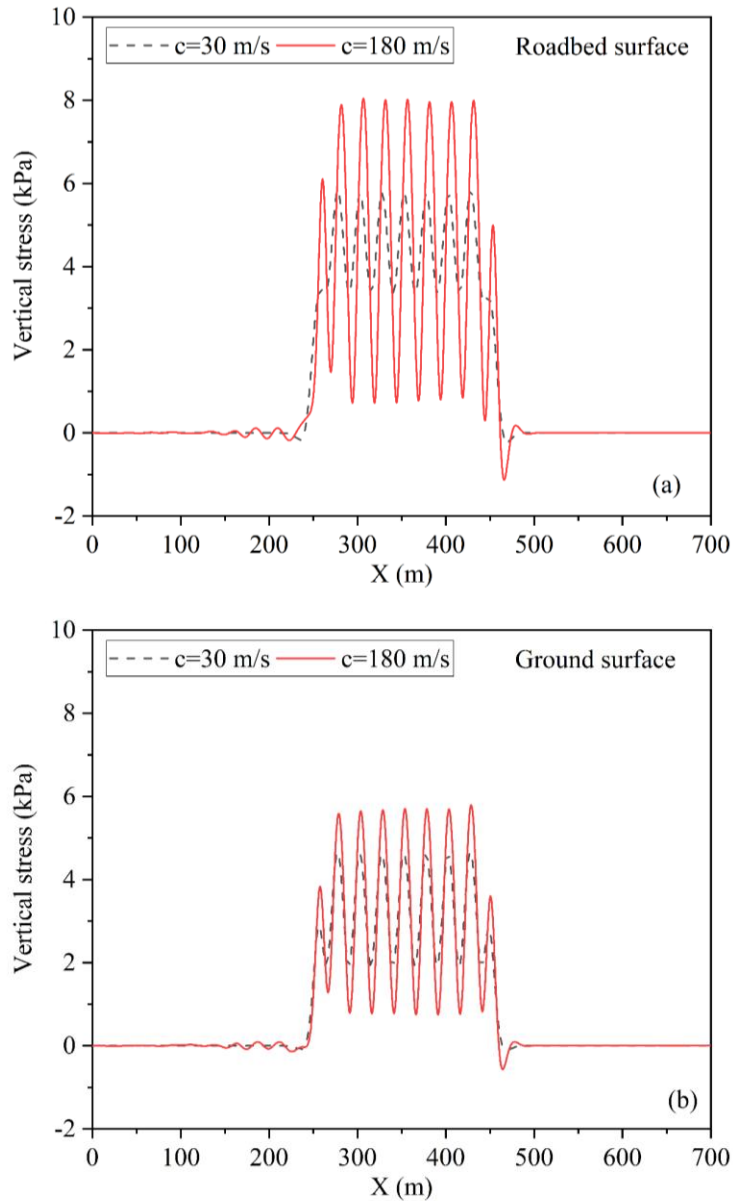 10
c=30 m/s c=180 m/s Roadbed surface
8
6
4
2
0
-2
Vertical stress (kPa)
(a)
0 100 200 300 400 500 600 700
X (m)
10
c=30 m/s c=180 m/s Ground surface
8
6
4
2
0
-2
Vertical stress (kPa)
(b)
0 100 200 300 400 500 600 700
X (m)